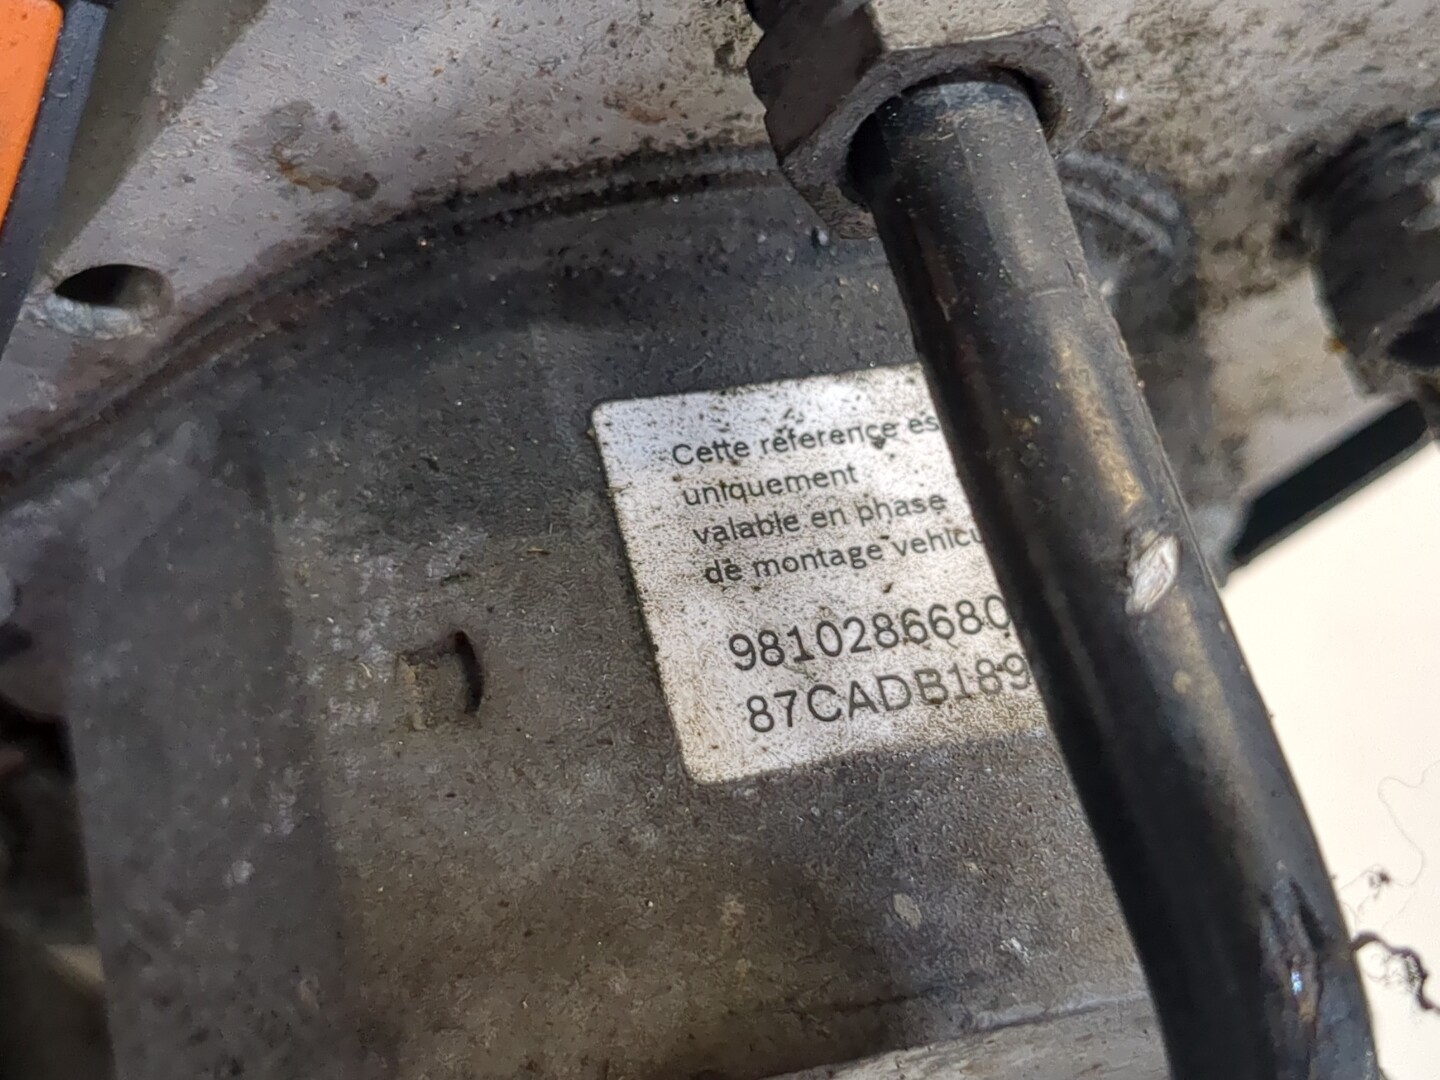 Cette reference es
uniquement
valable en phase
de montage vehicu
9810286680
87CADB189